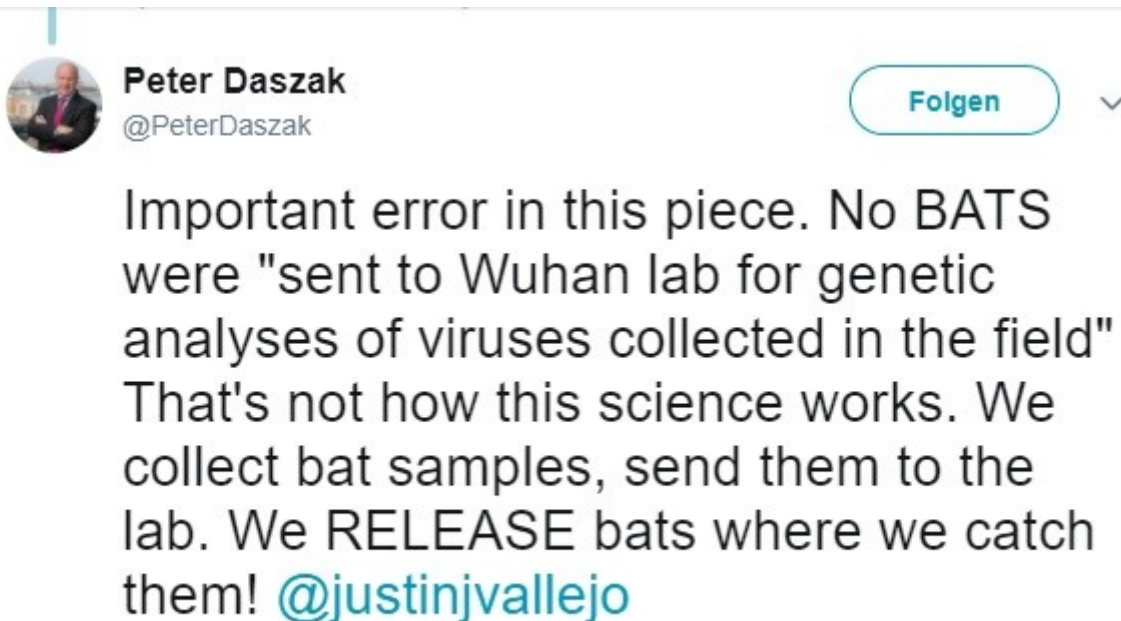 Peter Daszak
@PeterDaszak
Folgen
Important error in this piece. No BATS
were "sent to Wuhan lab for genetic
analyses of viruses collected in the field"
That's not how this science works. We
collect bat samples, send them to the
lab. We RELEASE bats where we catch
them! @justinjvallejo